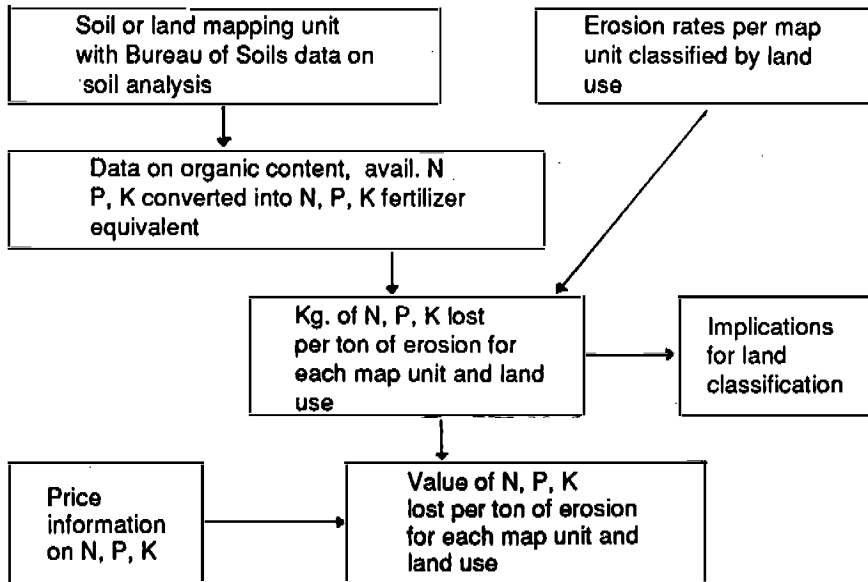 Soil or land mapping unit
with Bureau of Soils data on
soil analysis
Erosion rates per map
unit classified by land
use
Data on organic content, avail. N
P, K converted into N, P, K fertilizer
equivalent
Kg. of N, P, K lost
per ton of erosion for
each map unit and land
use
Implications
for land
classification
Price
information
on N, P, K
Value of N, P, K
lost per ton of erosion
for each map unit and
land use